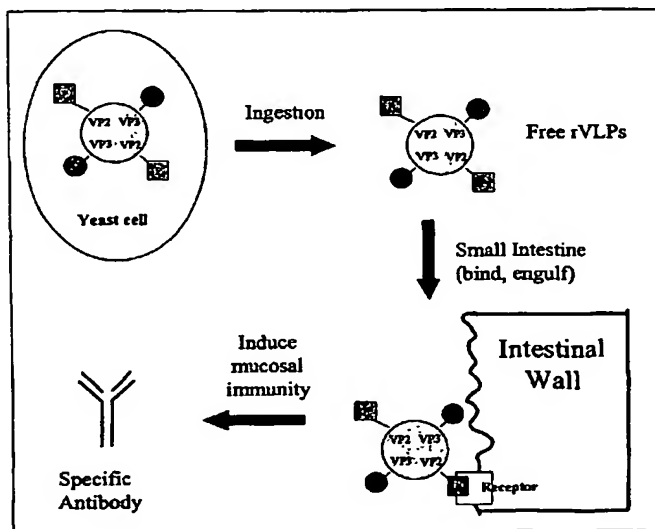 VP2 VP3
VP3 VP2
Yeast cell
Ingestion
VP2 VP3
VP3 VP2
Free rVLPs
Small Intestine
(bind, engulf)
Induce
mucosal
immunity
Intestinal
Wall
VP2 VP3
VP3 VP2
Receptor
Specific
Antibody